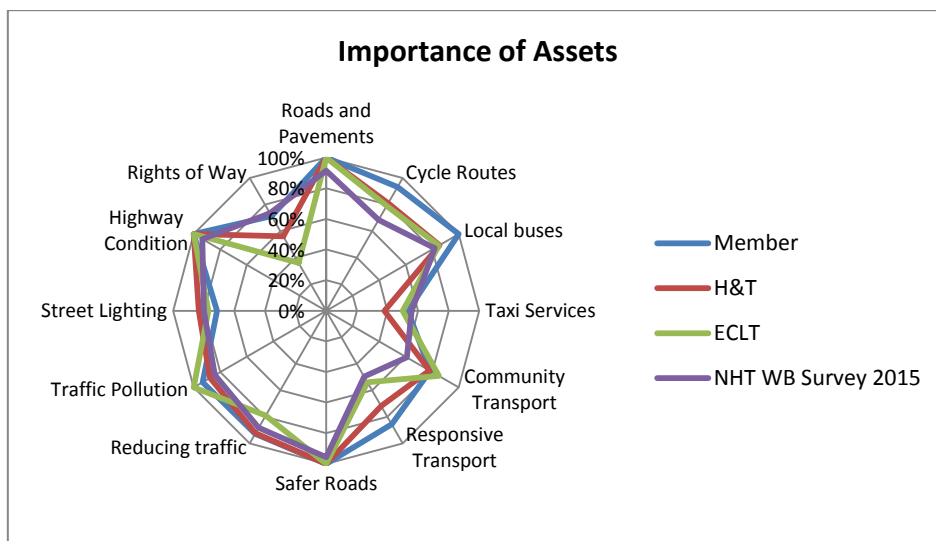 Importance of Assets
Roads and
Pavements
100%
80%
60%
40%
20%
0%
Cycle Routes
Local buses
Taxi Services
Community
Transport
Responsive
Transport
Safer Roads
Reducing traffic
Traffic Pollution
Street Lighting
Highway
Condition
Rights of Way
Member
H&T
ECLT
NHT WB Survey 2015